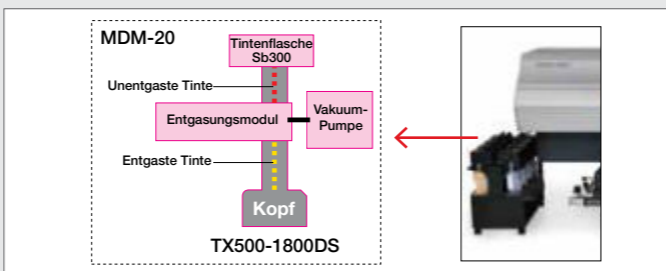 MDM-20
Tintenflasche
Sb300
Unentgaste Tinte
Entgasungsmodul
Vakuum-
Pumpe
Entgaste Tinte
Kopf
TX500-1800DS